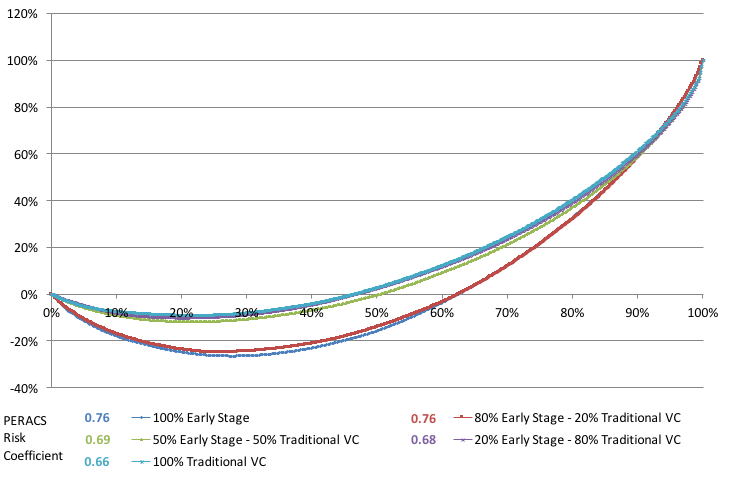 120%
100%
80%
60%
40%
20%
0%
-20%
-40%
0% 10% 20% 30% 40% 50% 60% 70% 80% 90% 100%
PERACS Risk Coefficient
0.76 100% Early Stage
0.76 80% Early Stage - 20% Traditional VC
0.69 50% Early Stage - 50% Traditional VC
0.68 20% Early Stage - 80% Traditional VC
0.66 100% Traditional VC